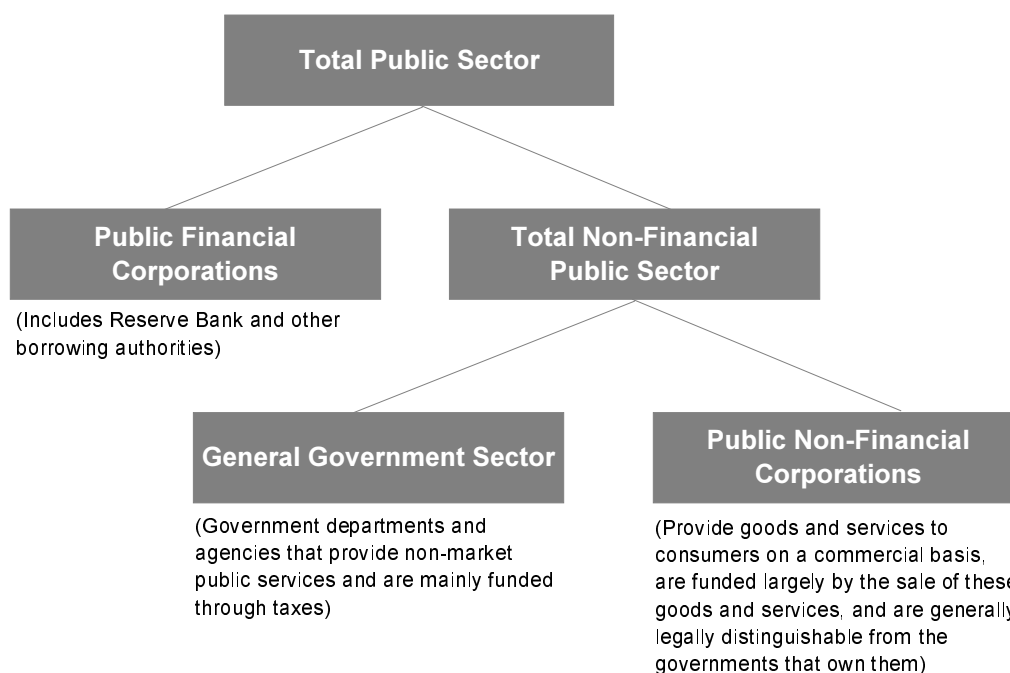 Total Public Sector
Public Financial
Corporations
Total Non-Financial
Public Sector
(Includes Reserve Bank and other
borrowing authorities)
General Government Sector
Public Non-Financial
Corporations
(Government departments and
agencies that provide non-market
public services and are mainly funded
through taxes)
(Provide goods and services to
consumers on a commercial basis,
are funded largely by the sale of these
goods and services, and are generally
legally distinguishable from the
governments that own them)